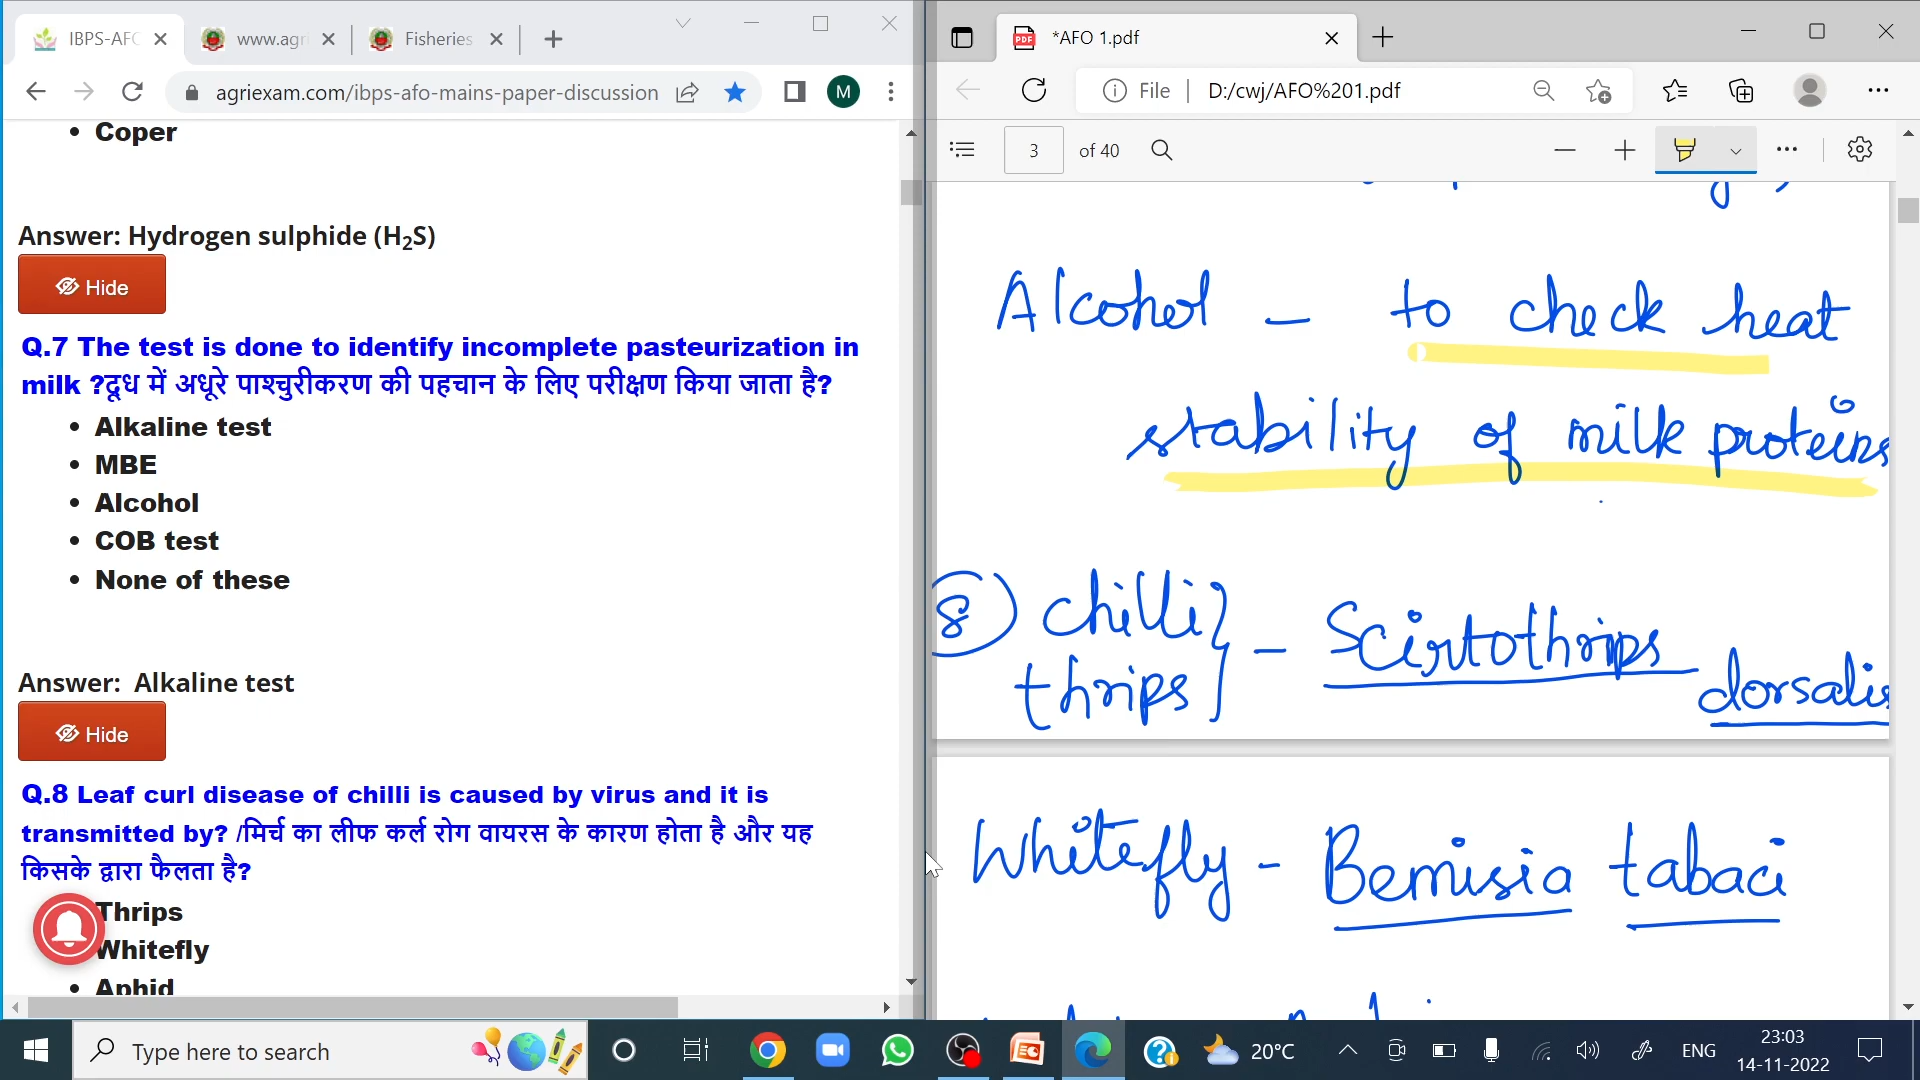 IBPS-AFC
www.agri
Fisheries
agriexam.com/ibps-afo-mains-paper-discussion
M
Coper
Answer: Hydrogen sulphide (H₂S)
Hide
Q.7 The test is done to identify incomplete pasteurization in
milk ?दूध में अधूरे पाश्चुरीकरण की पहचान के लिए परीक्षण किया जाता है?
Alkaline test
MBE
Alcohol
COB test
None of these
Answer: Alkaline test
Hide
Q.8 Leaf curl disease of chilli is caused by virus and it is
transmitted by? /मिर्च का लीफ कर्ल रोग वायरस के कारण होता है और यह
किसके द्वारा फैलता है?
Thrips
Whitefly
Aphid
*AFO 1.pdf
File
D:/cwj/AFO%201.pdf
3 of 40
Alcohol - to check heat
stability of milk proteins
8 Chilli
thrips - Scirtothrips
dorsalis
Whitefly - Bemisia tabaci
Type here to search
20°C
ENG
23:03
14-11-2022